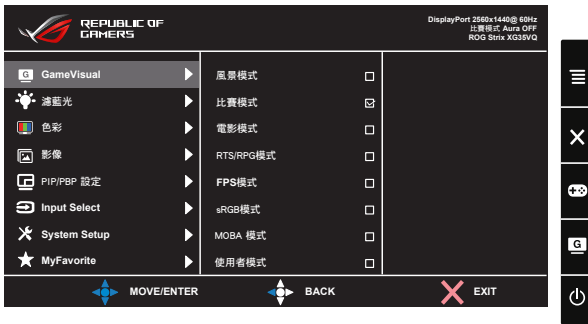 REPUBLIC OF
GAMERS
DisplayPort 2560x1440@ 60Hz
比賽模式 Aura OFF
ROG Strix XG35VQ
G GameVisual
濾藍光
色彩
影像
PIP/PBP 設定
Input Select
System Setup
MyFavorite
風景模式
比賽模式
電影模式
RTS/RPG模式
FPS模式
sRGB模式
MOBA 模式
使用者模式
MOVE/ENTER
BACK
EXIT
G